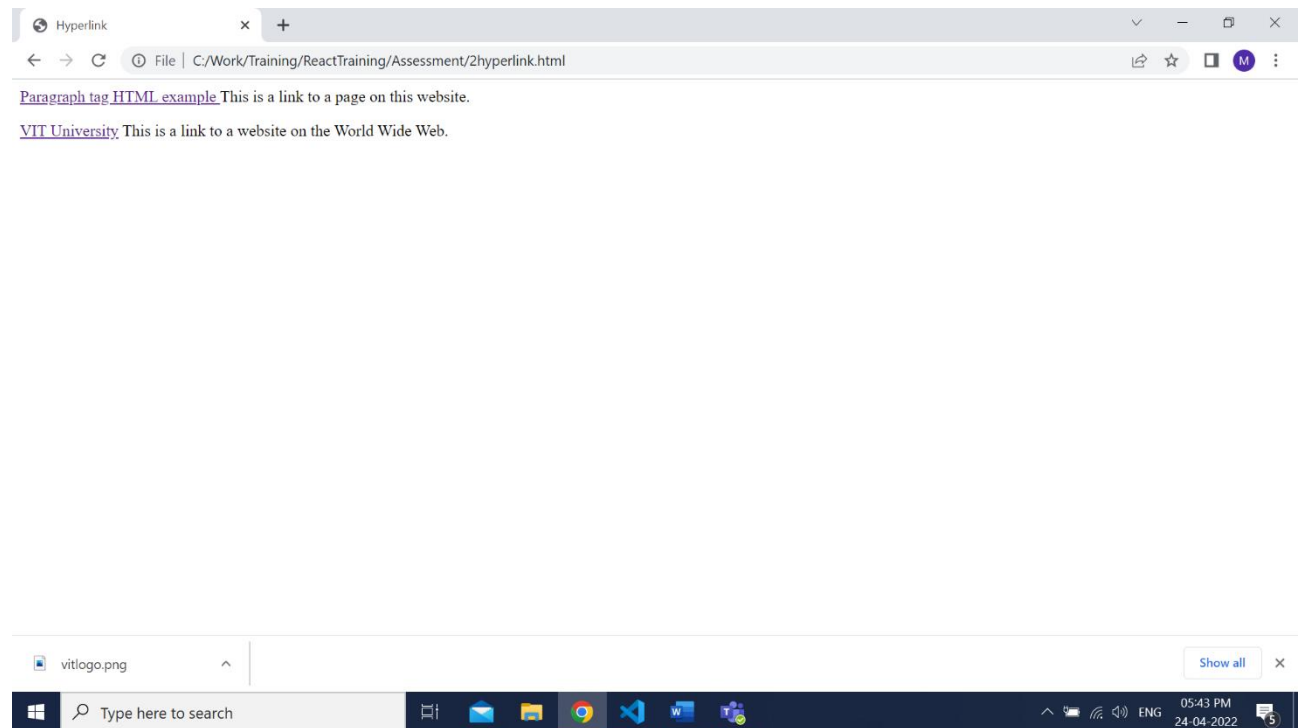 Hyperlink
File | C:/Work/Training/ReactTraining/Assessment/2hyperlink.html
M
Paragraph tag HTML example This is a link to a page on this website.
VIT University This is a link to a website on the World Wide Web.
vitlogo.png
Show all
Type here to search
ENG
05:43 PM
24-04-2022
5